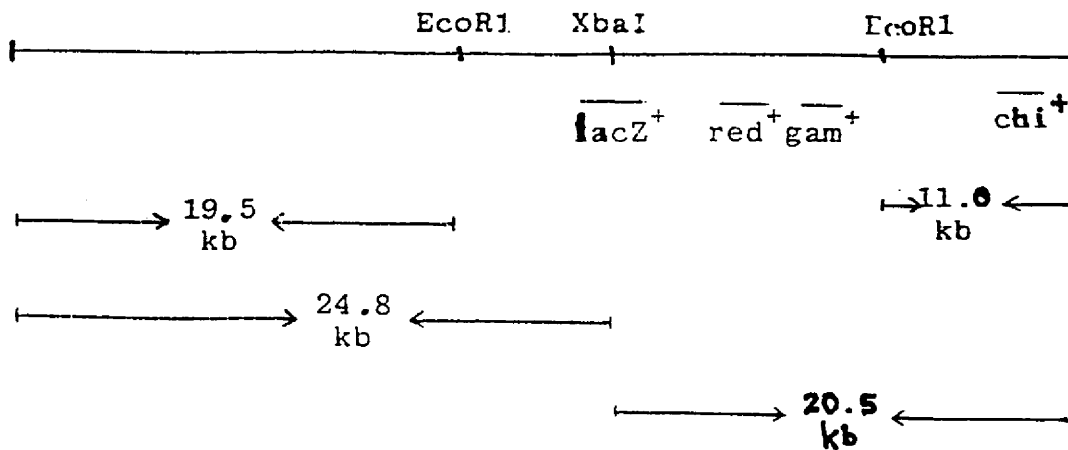 EcoR1 XbaI EcoR1
lacZ+ red+ gam+ chi+
19.5 kb
11.0 kb
24.8 kb
20.5 kb